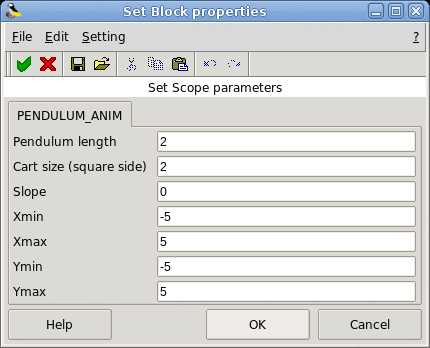 Set Block properties
File Edit Setting ?
Set Scope parameters
PENDULUM_ANIM
Pendulum length 2
Cart size (square side) 2
Slope 0
Xmin -5
Xmax 5
Ymin -5
Ymax 5
Help OK Cancel